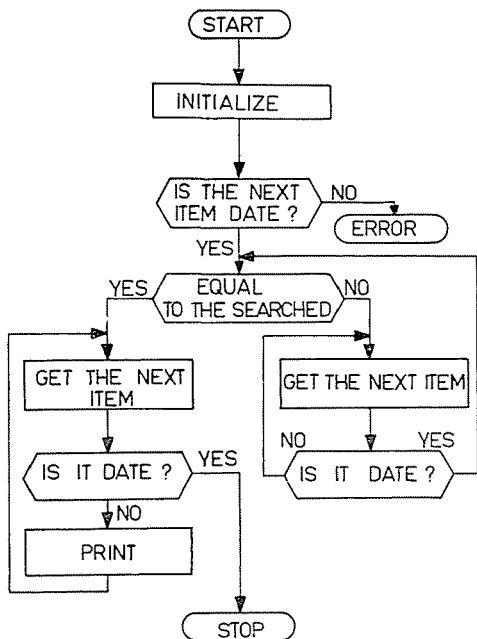 START
INITIALIZE
IS THE NEXT
ITEM DATE ?
NO
ERROR
YES
YES
EQUAL
TO THE SEARCHED
NO
GET THE NEXT
ITEM
GET THE NEXT ITEM
IS IT DATE ?
YES
NO
PRINT
NO
YES
IS IT DATE ?
STOP